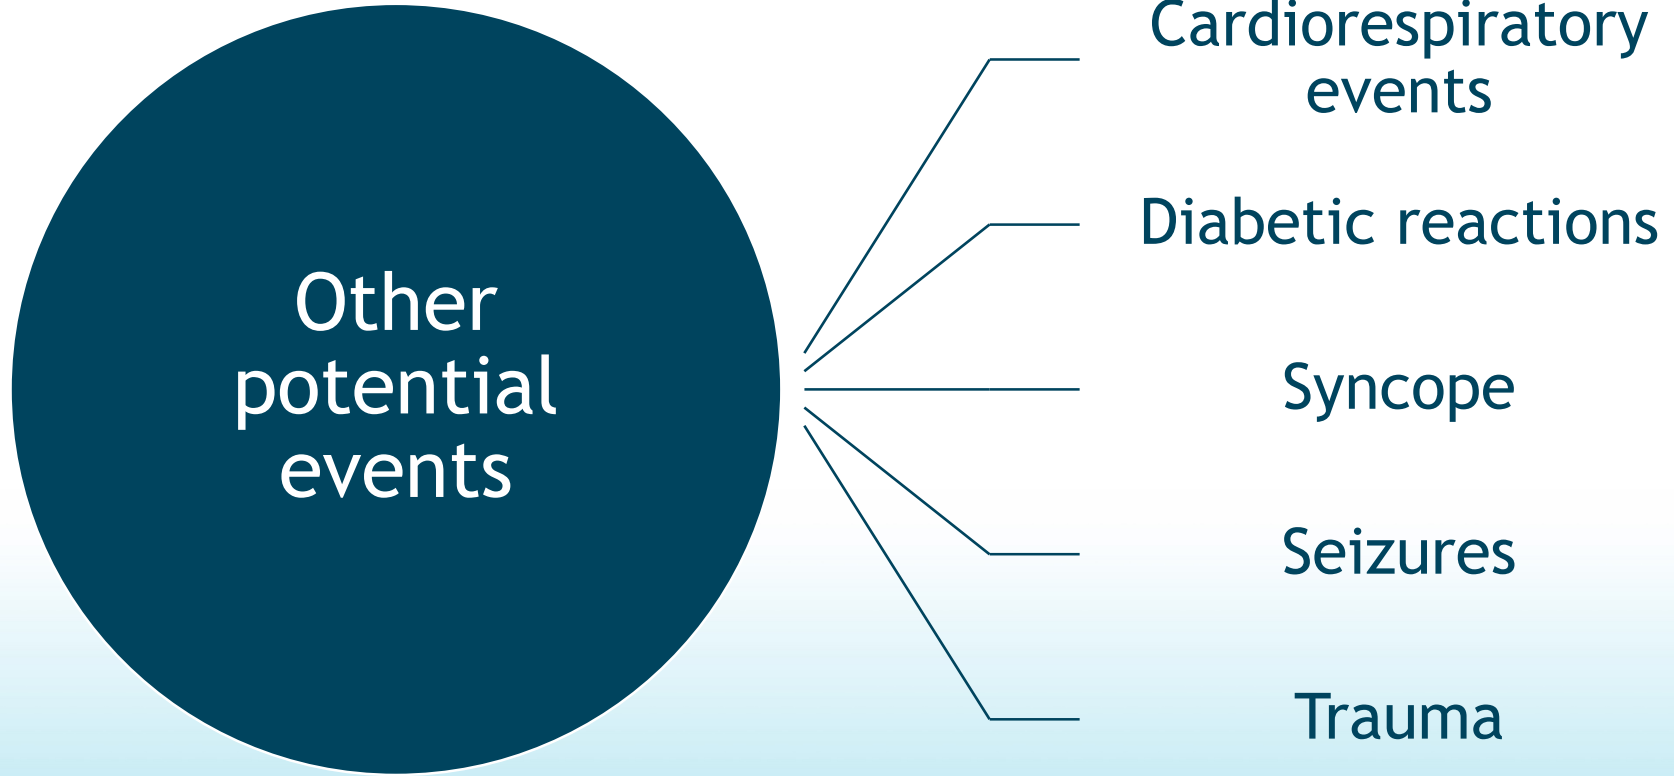 Other
potential
events
Cardiorespiratory
events
Diabetic reactions
Syncope
Seizures
Trauma